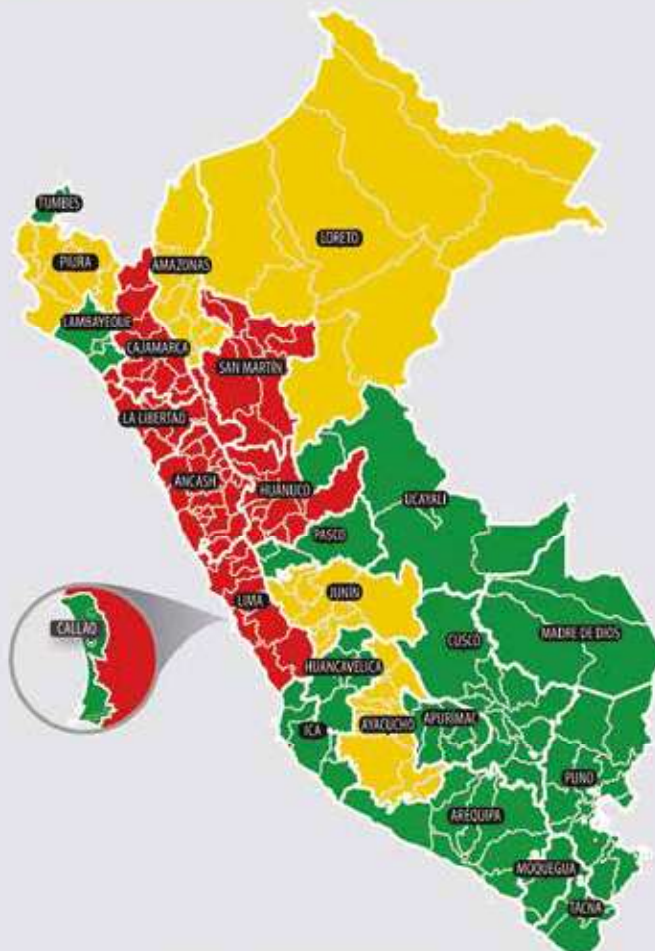 TUMBES
LORETO
PIURA
AMAZONAS
LAMBAYEQUE
CAJAMARCA
SAN MARTÍN
LA LIBERTAD
ANCASH
HUÁNUCO
UCAYALI
PASCO
LIMA
JUNÍN
CALLAO
CUSCO
MADRE DE DIOS
HUANCAVELICA
ICA
AYACUCHO
APURIMAC
PUNO
AREQUIPA
MOQUEGUA
TACNA